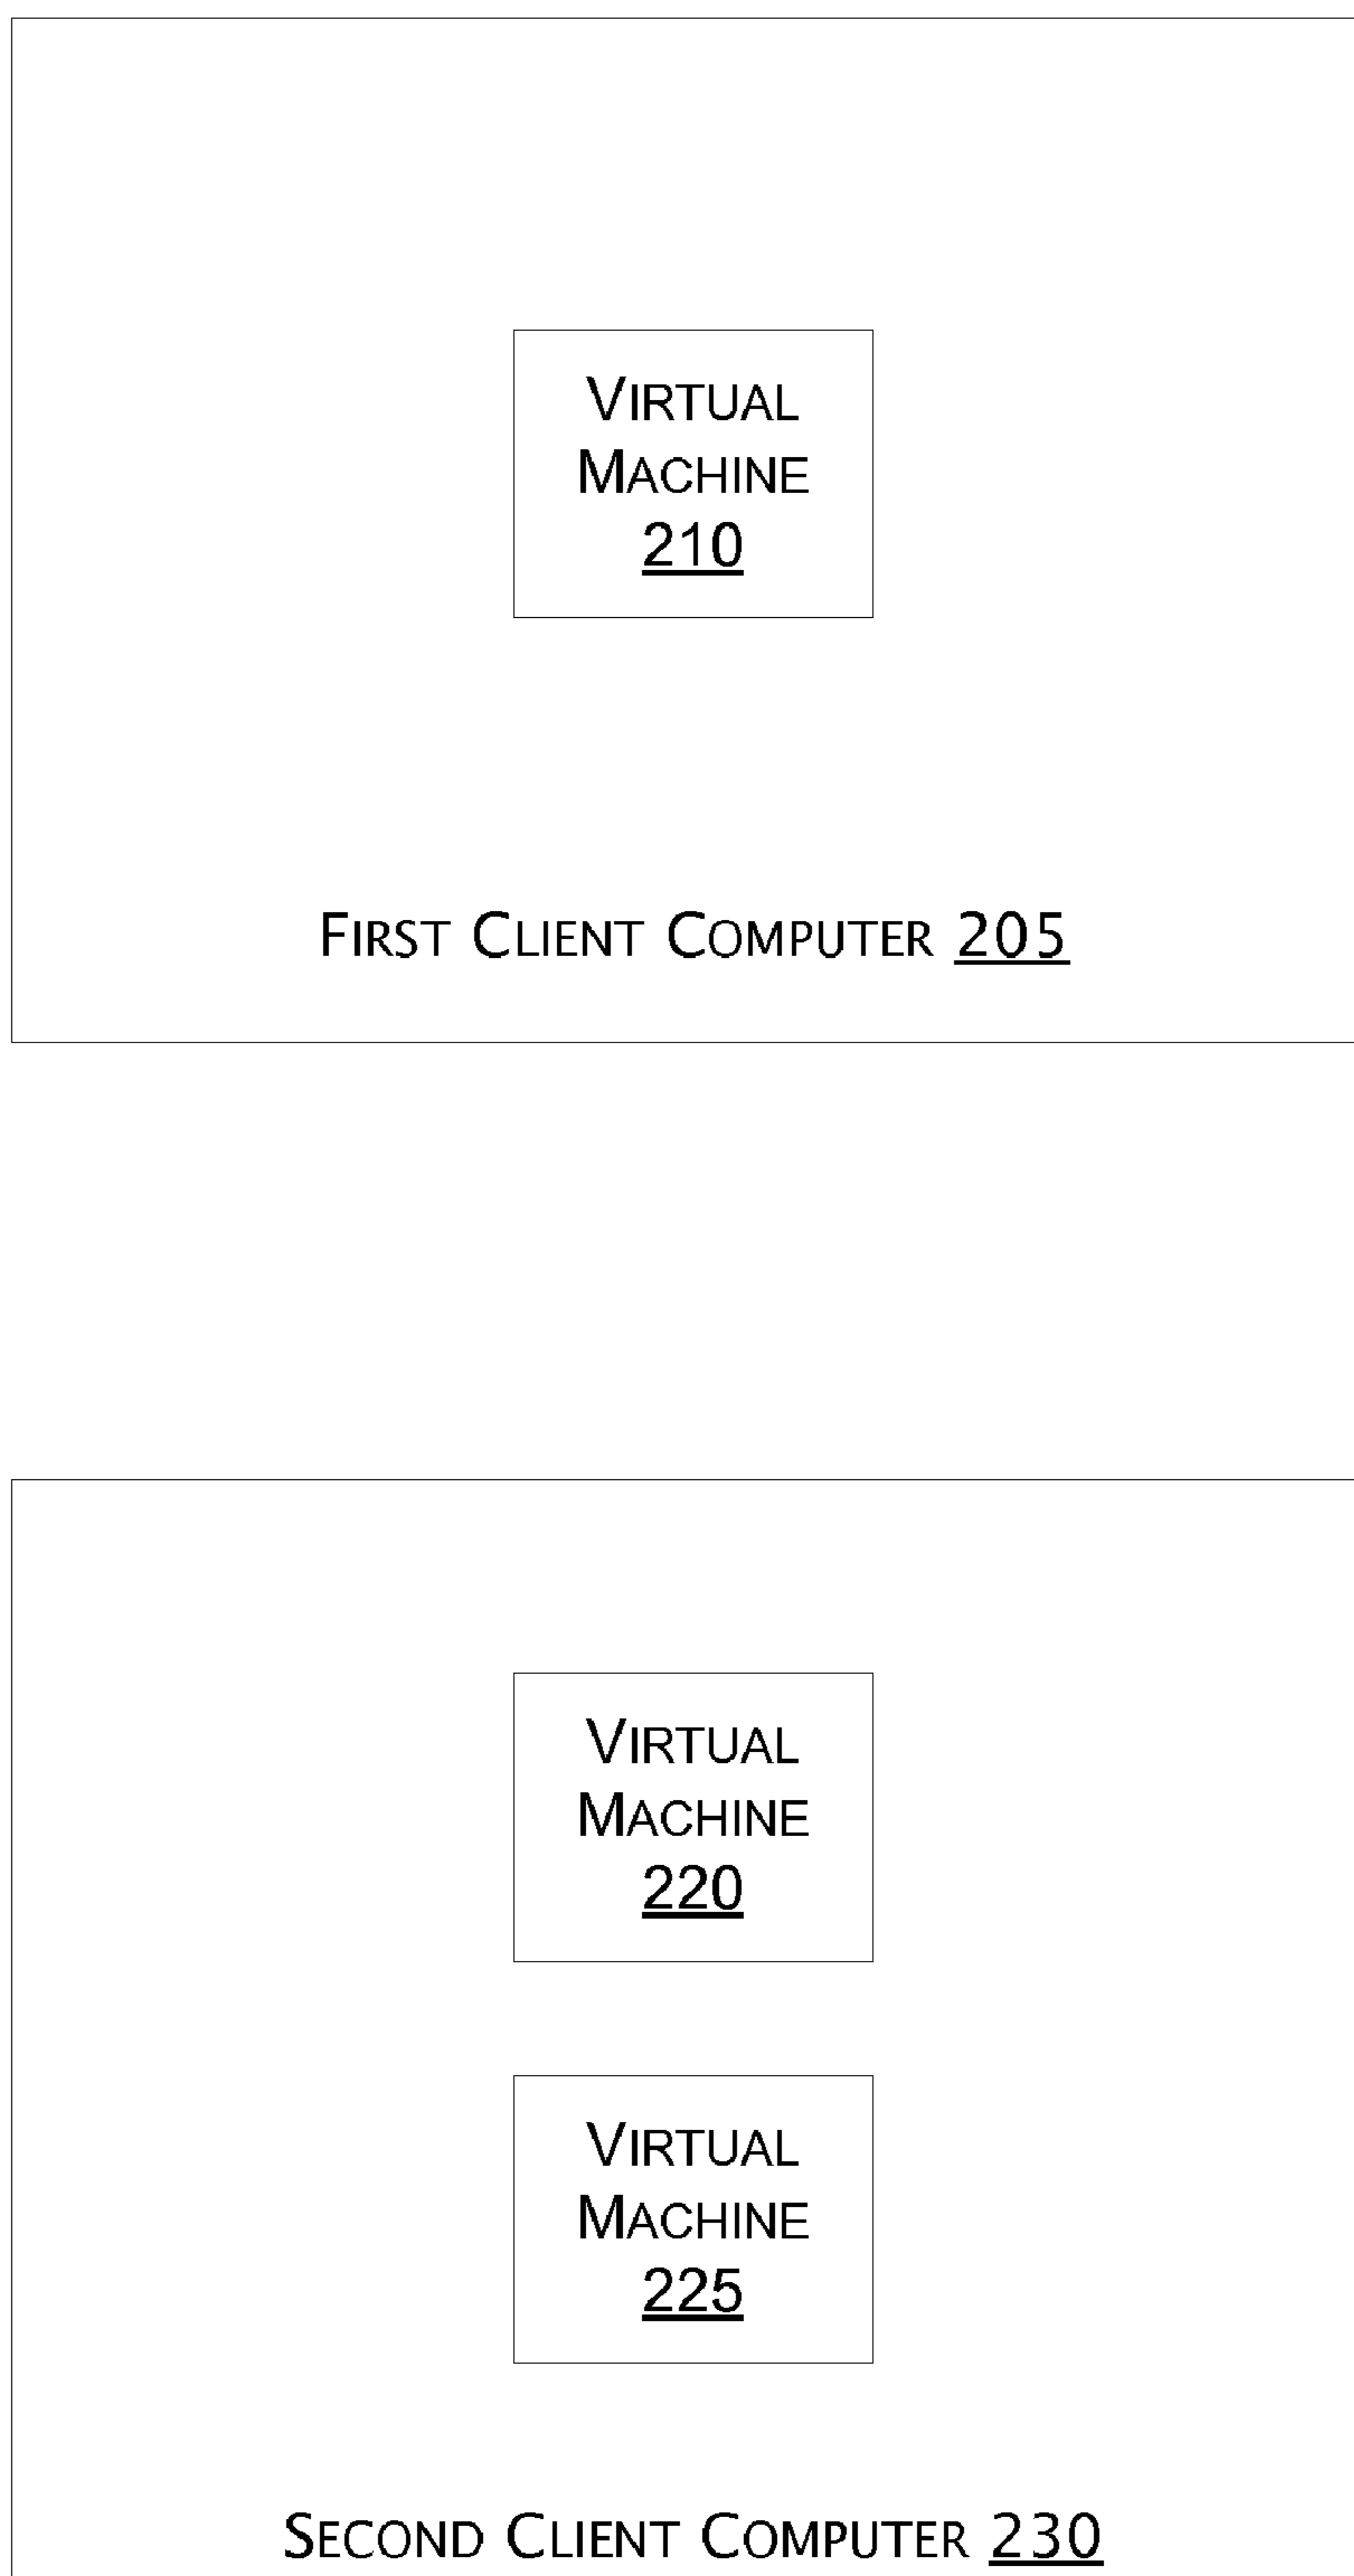 VIRTUAL
MACHINE
210
FIRST CLIENT COMPUTER 205
VIRTUAL
MACHINE
220
VIRTUAL
MACHINE
225
SECOND CLIENT COMPUTER 230